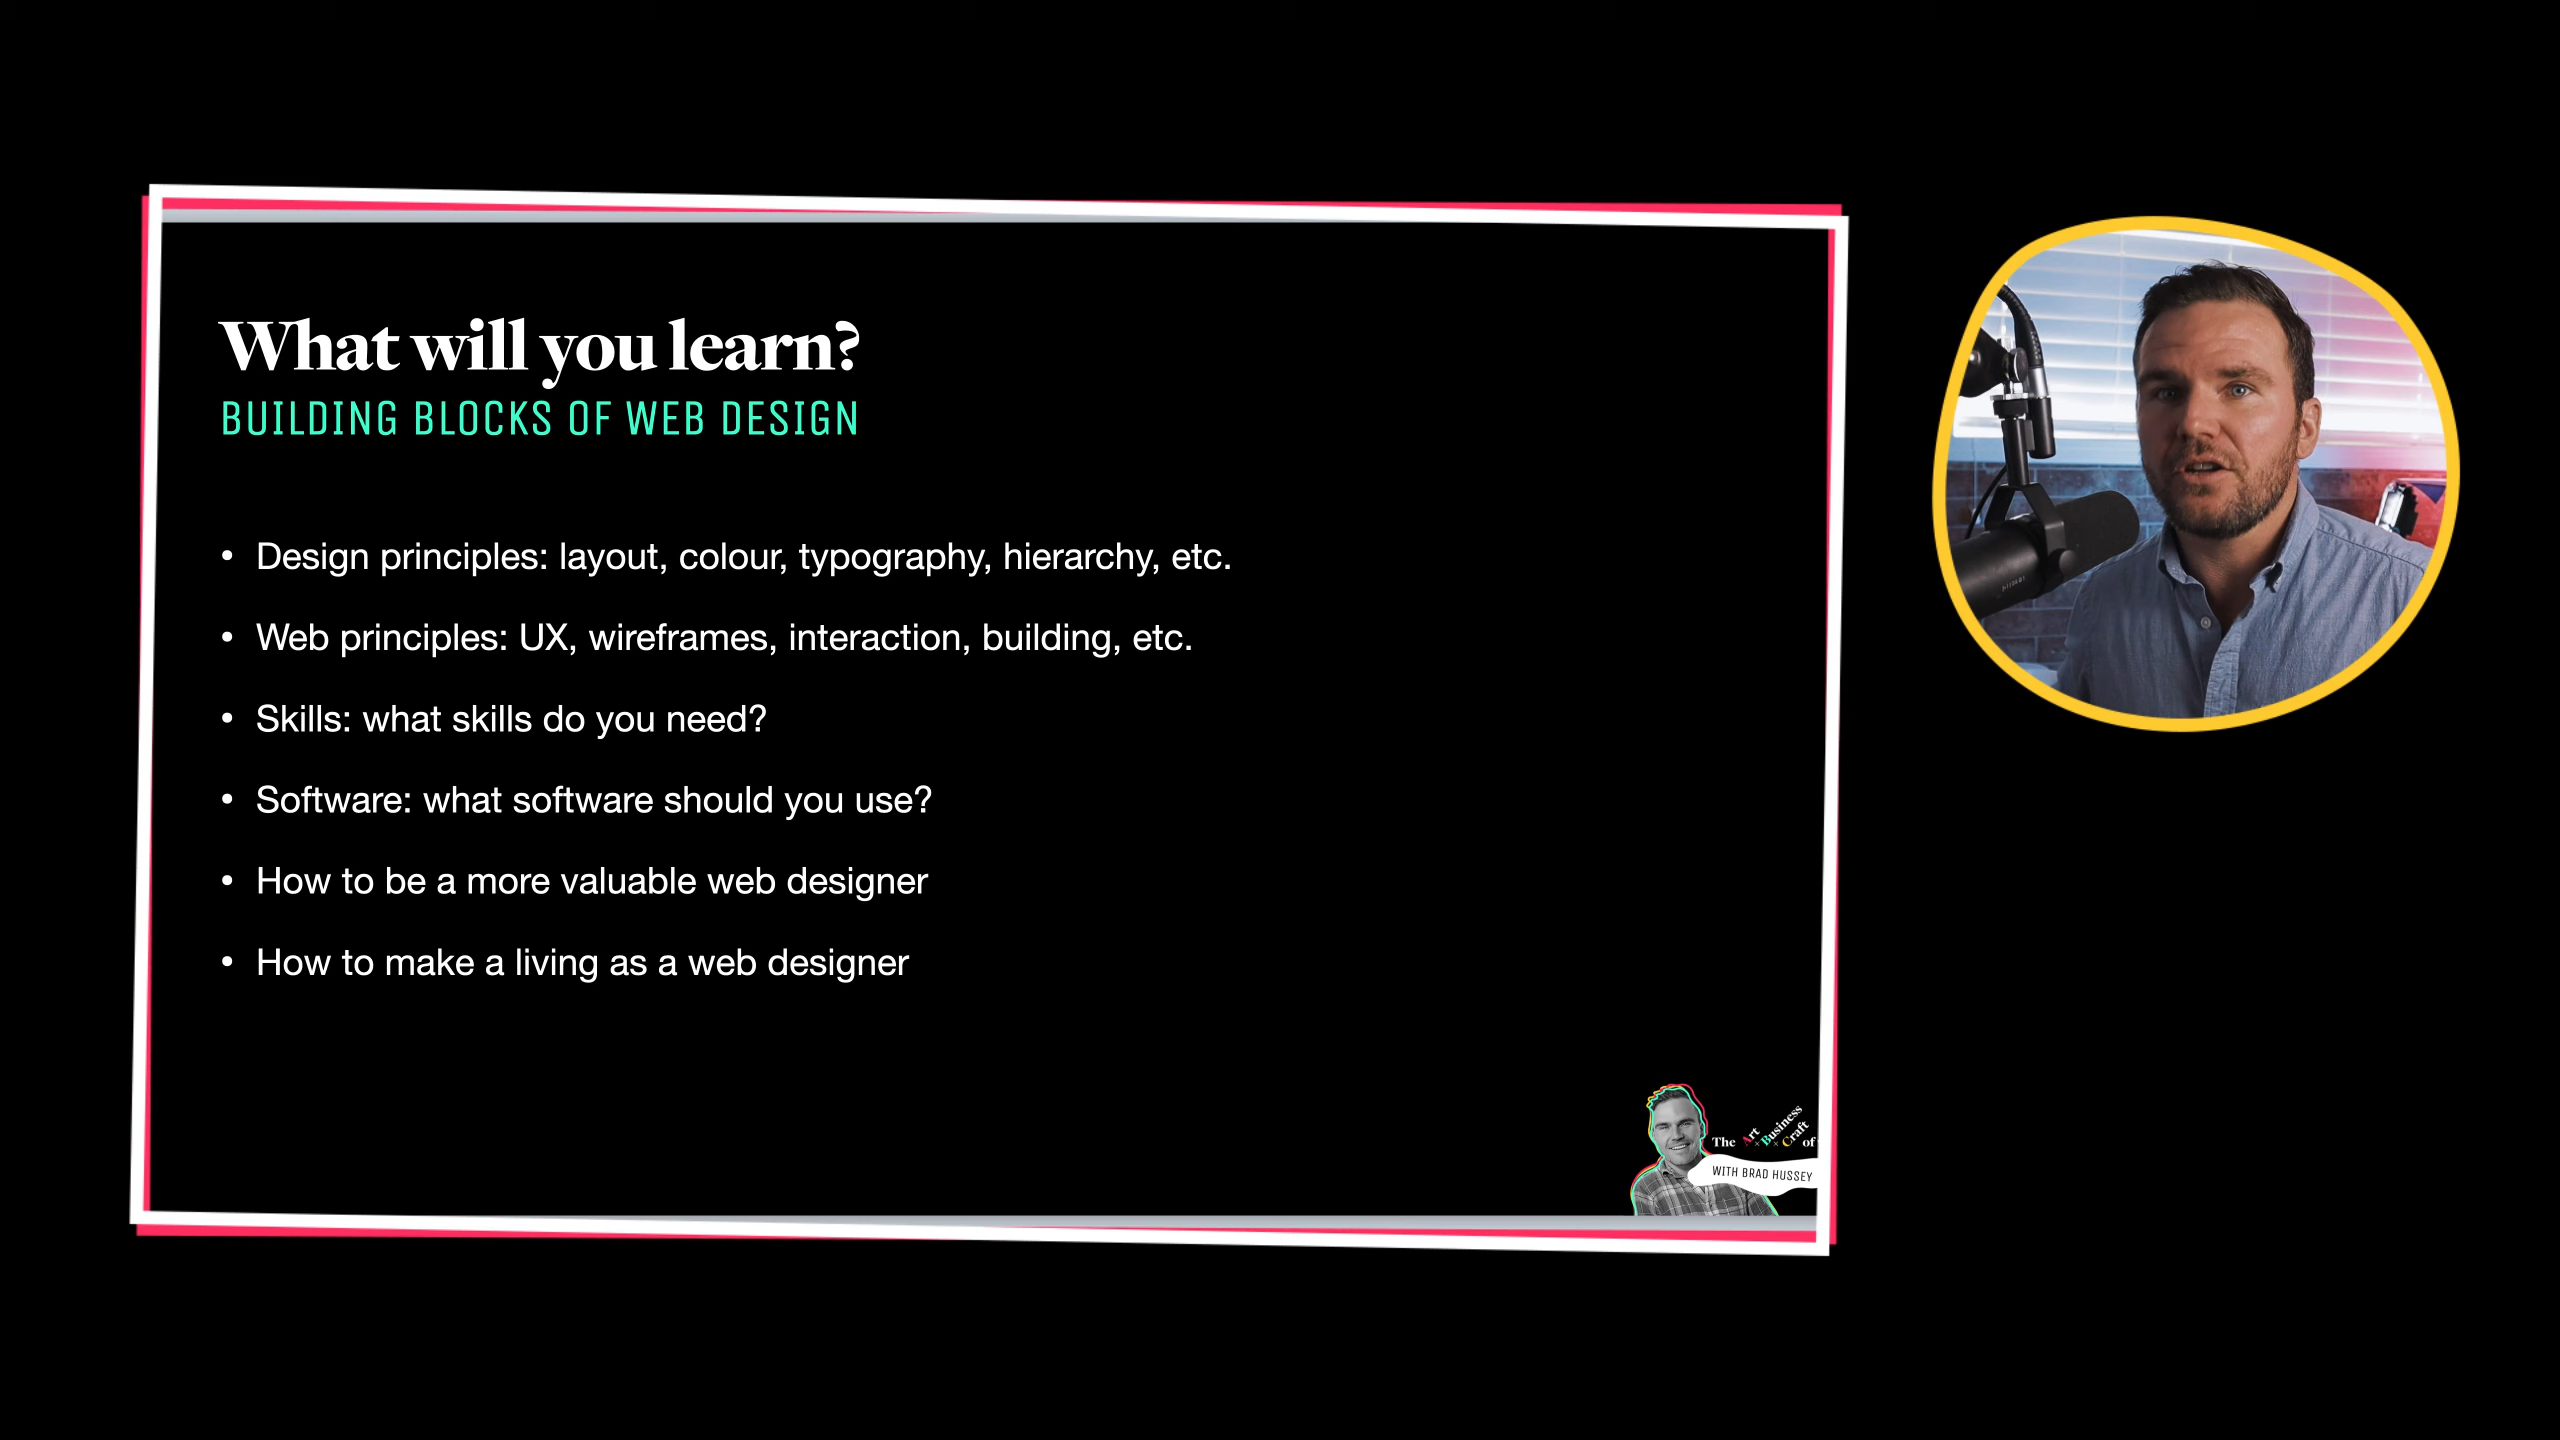 What will you learn?
BUILDING BLOCKS OF WEB DESIGN
• Design principles: layout, colour, typography, hierarchy, etc.
• Web principles: UX, wireframes, interaction, building, etc.
• Skills: what skills do you need?
• Software: what software should you use?
• How to be a more valuable web designer
• How to make a living as a web designer
The Art × Business × Craft of
WITH BRAD HUSSEY